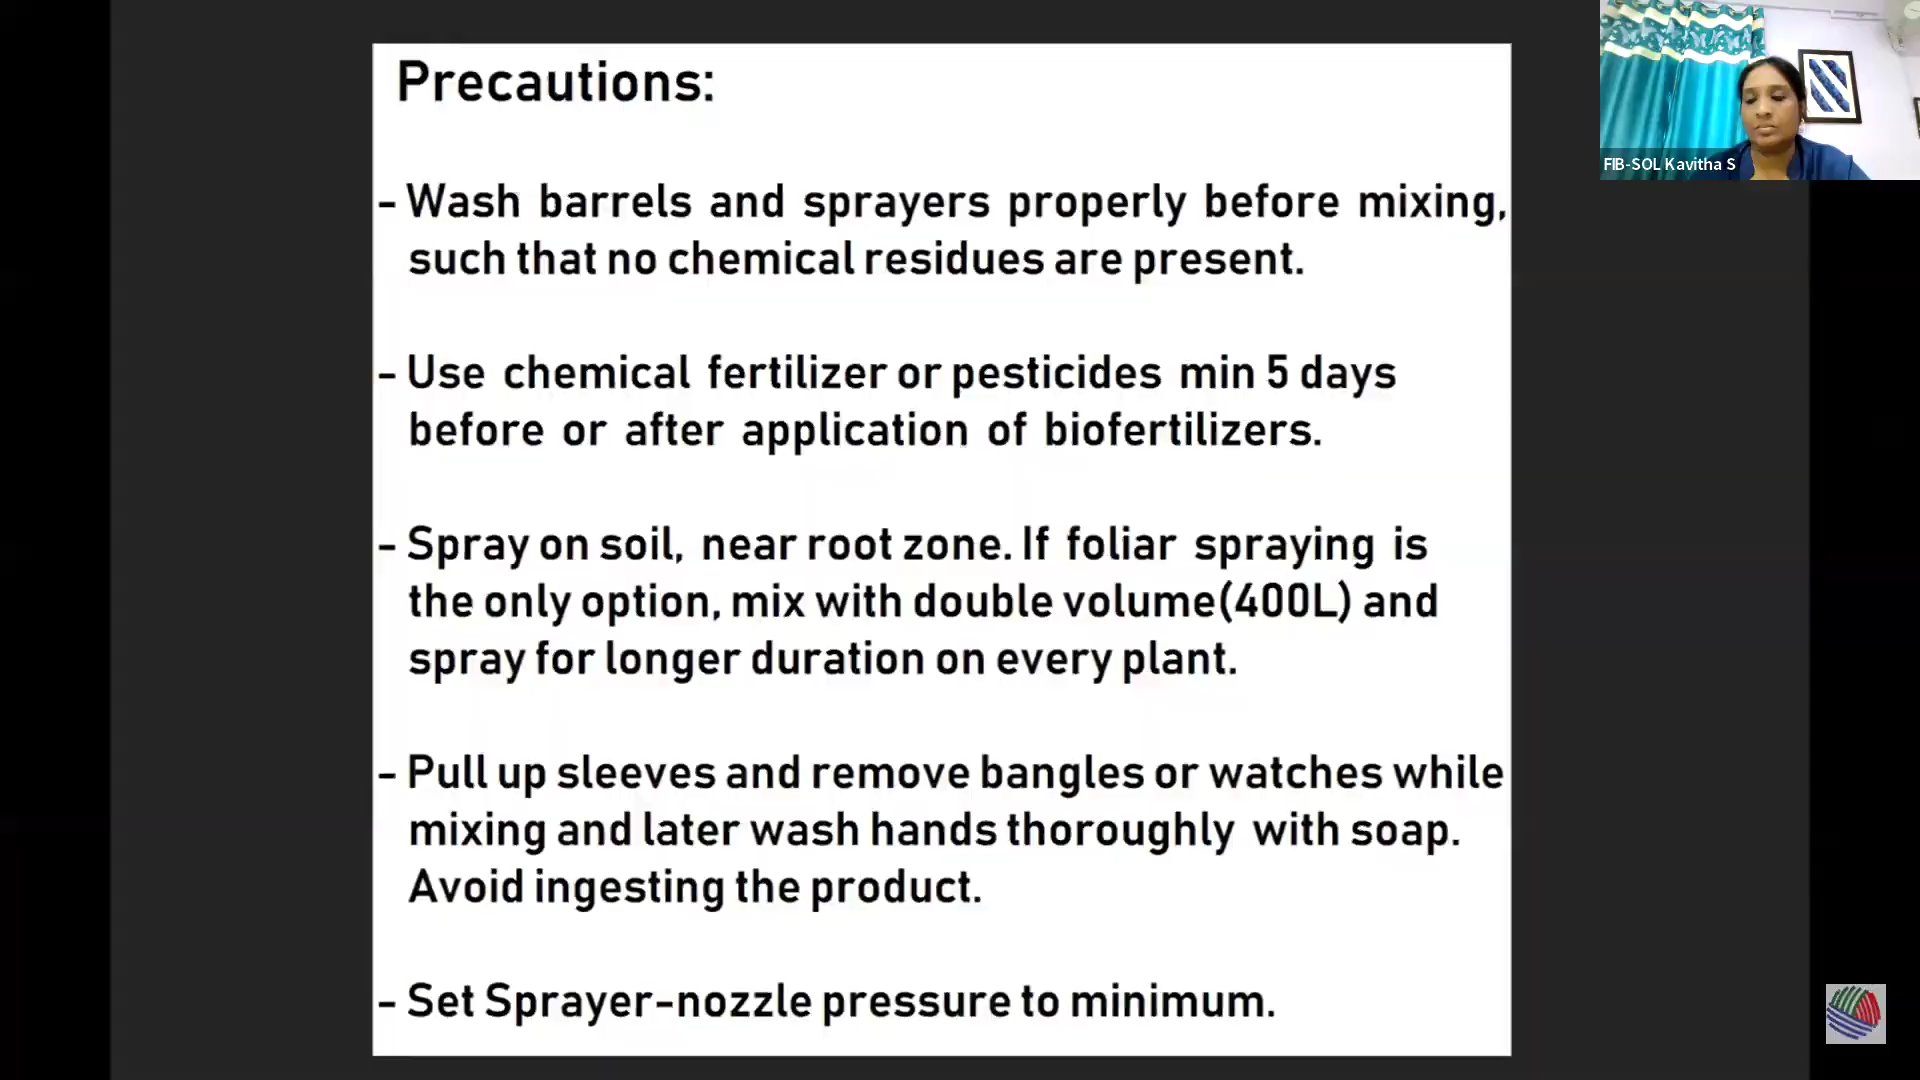 Precautions:
- Wash barrels and sprayers properly before mixing,
such that no chemical residues are present.
- Use chemical fertilizer or pesticides min 5 days
before or after application of biofertilizers.
- Spray on soil, near root zone. If foliar spraying is
the only option, mix with double volume(400L) and
spray for longer duration on every plant.
- Pull up sleeves and remove bangles or watches while
mixing and later wash hands thoroughly with soap.
Avoid ingesting the product.
- Set Sprayer-nozzle pressure to minimum.
FIB-SOL Kavitha S